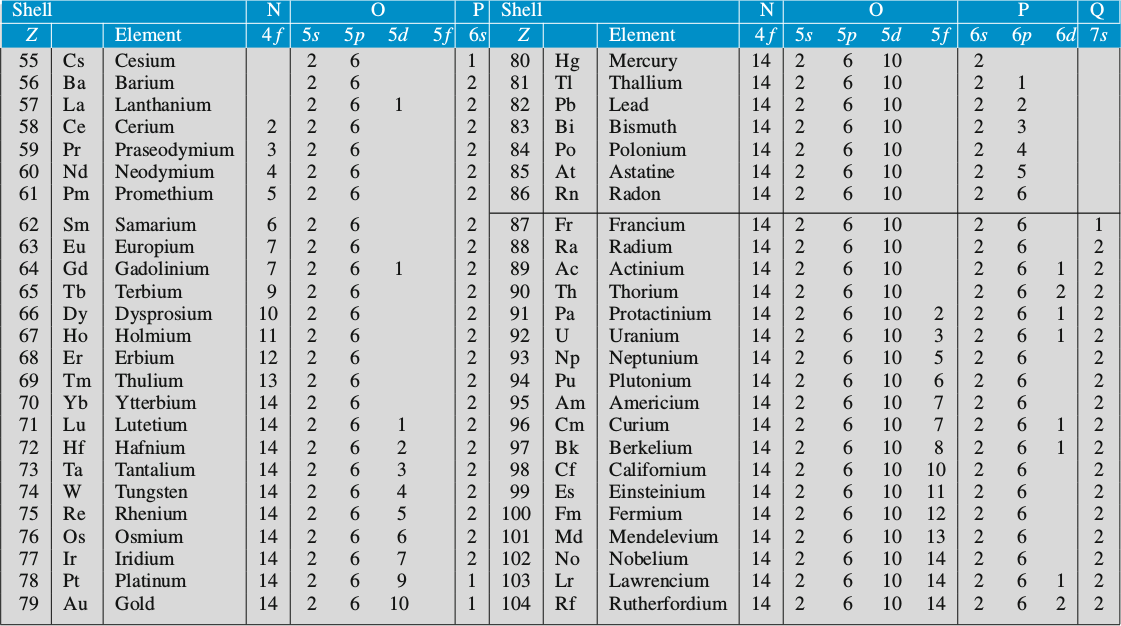 Shell N O P Shell N O P Q
Z Element 4f 5s 5p 5d 5f 6s Z Element 4f 5s 5p 5d 5f 6s 6p 6d 7s
55 Cs Cesium 2 6 1 80 Hg Mercury 14 2 6 10 2
56 Ba Barium 2 6 2 81 Tl Thallium 14 2 6 10 2 1
57 La Lanthanium 2 6 1 2 82 Pb Lead 14 2 6 10 2 2
58 Ce Cerium 2 2 6 2 83 Bi Bismuth 14 2 6 10 2 3
59 Pr Praseodymium 3 2 6 2 84 Po Polonium 14 2 6 10 2 4
60 Nd Neodymium 4 2 6 2 85 At Astatine 14 2 6 10 2 5
61 Pm Promethium 5 2 6 2 86 Rn Radon 14 2 6 10 2 6
62 Sm Samarium 6 2 6 2 87 Fr Francium 14 2 6 10 2 6 1
63 Eu Europium 7 2 6 2 88 Ra Radium 14 2 6 10 2 6 2
64 Gd Gadolinium 7 2 6 1 2 89 Ac Actinium 14 2 6 10 2 6 1 2
65 Tb Terbium 9 2 6 2 90 Th Thorium 14 2 6 10 2 6 2 2
66 Dy Dysprosium 10 2 6 2 91 Pa Protactinium 14 2 6 10 2 2 6 1 2
67 Ho Holmium 11 2 6 2 92 U Uranium 14 2 6 10 3 2 6 1 2
68 Er Erbium 12 2 6 2 93 Np Neptunium 14 2 6 10 5 2 6 2
69 Tm Thulium 13 2 6 2 94 Pu Plutonium 14 2 6 10 6 2 6 2
70 Yb Ytterbium 14 2 6 2 95 Am Americium 14 2 6 10 7 2 6 2
71 Lu Lutetium 14 2 6 1 2 96 Cm Curium 14 2 6 10 7 2 6 1 2
72 Hf Hafnium 14 2 6 2 2 97 Bk Berkelium 14 2 6 10 8 2 6 1 2
73 Ta Tantalium 14 2 6 3 2 98 Cf Californium 14 2 6 10 10 2 6 2
74 W Tungsten 14 2 6 4 2 99 Es Einsteinium 14 2 6 10 11 2 6 2
75 Re Rhenium 14 2 6 5 2 100 Fm Fermium 14 2 6 10 12 2 6 2
76 Os Osmium 14 2 6 6 2 101 Md Mendelevium 14 2 6 10 13 2 6 2
77 Ir Iridium 14 2 6 7 2 102 No Nobelium 14 2 6 10 14 2 6 2
78 Pt Platinum 14 2 6 9 1 103 Lr Lawrencium 14 2 6 10 14 2 6 1 2
79 Au Gold 14 2 6 10 1 104 Rf Rutherfordium 14 2 6 10 14 2 6 2 2